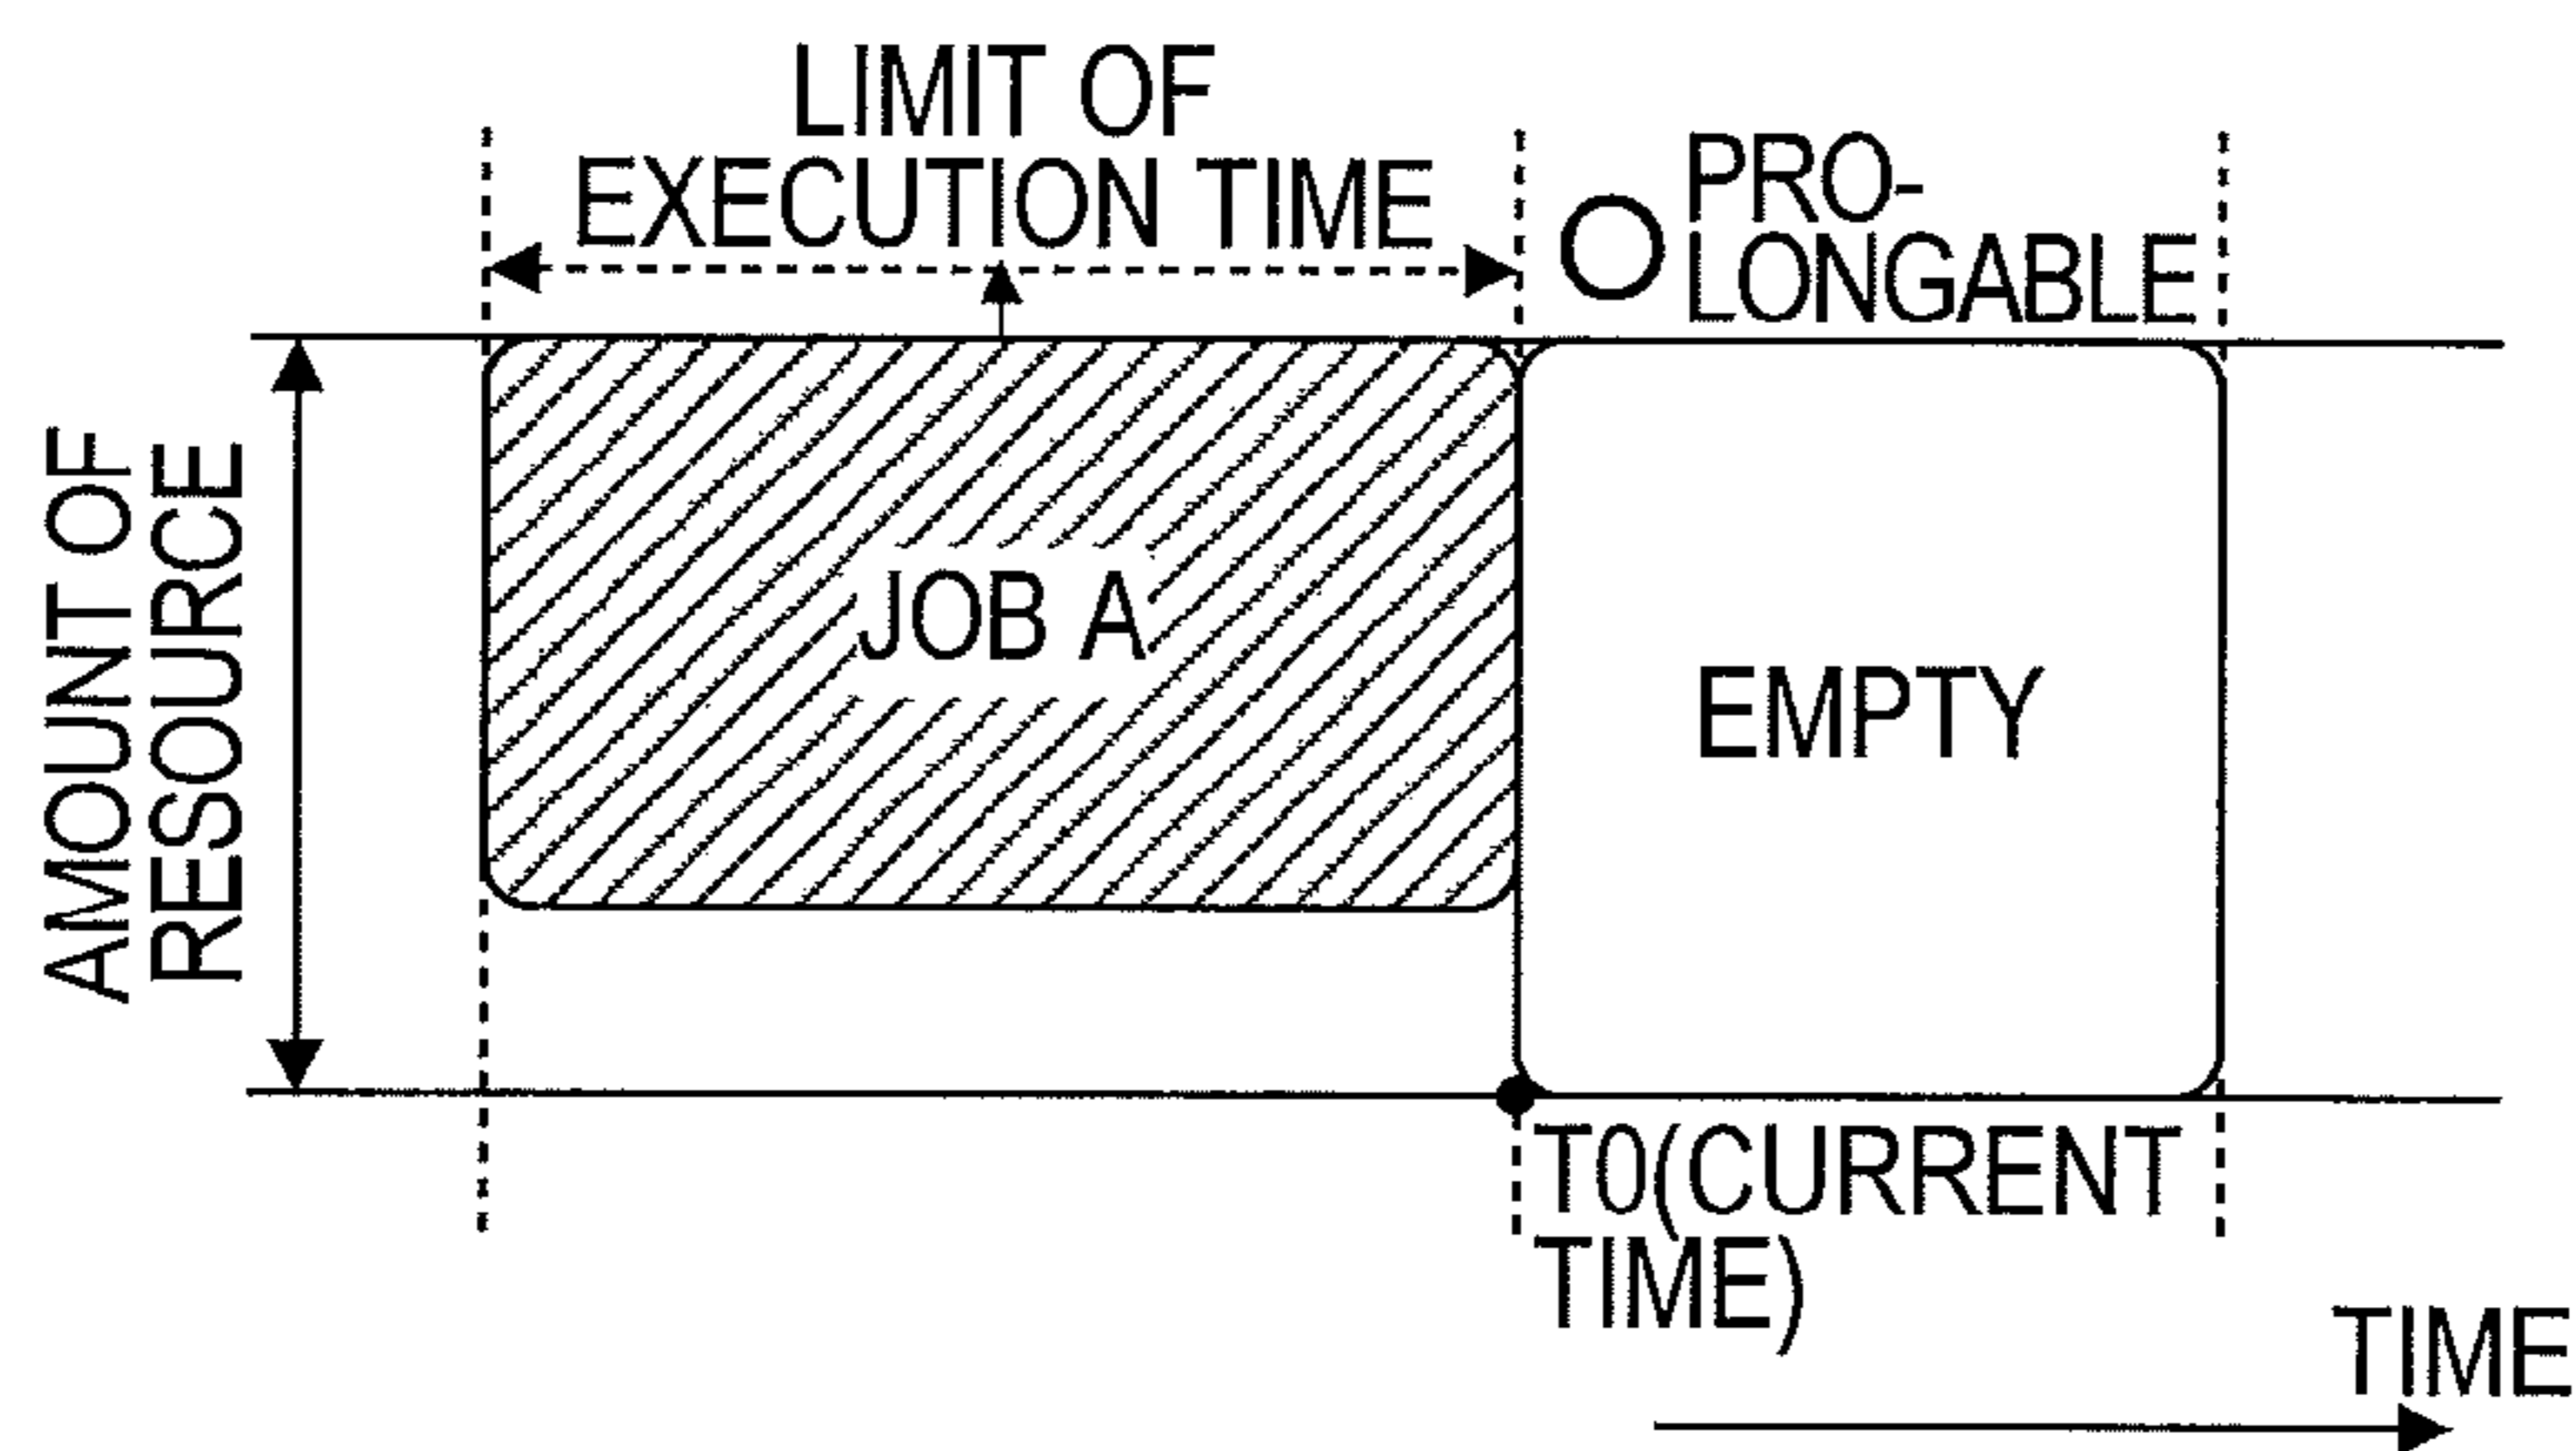 LIMIT OF
EXECUTION TIME
PRO-
LONGABLE
AMOUNT OF
RESOURCE
JOB A
EMPTY
T0(CURRENT
TIME)
TIME